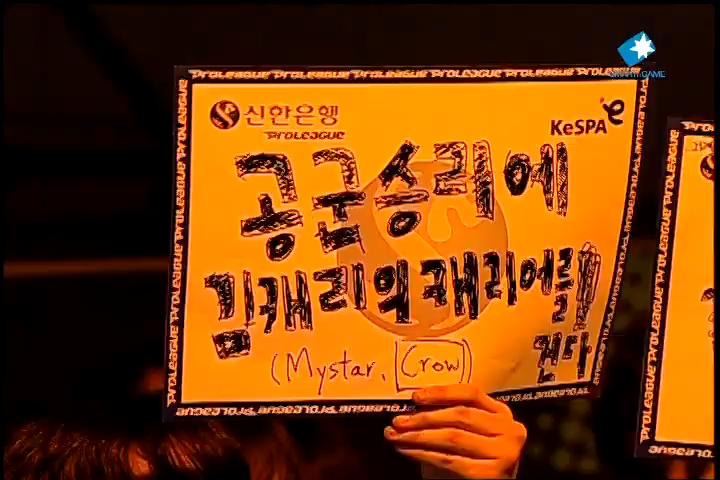 신한은행
PROLEAGUE
KeSPA
공군승리에
김캐리의캐리어를
건다
(Mystar, Crow)